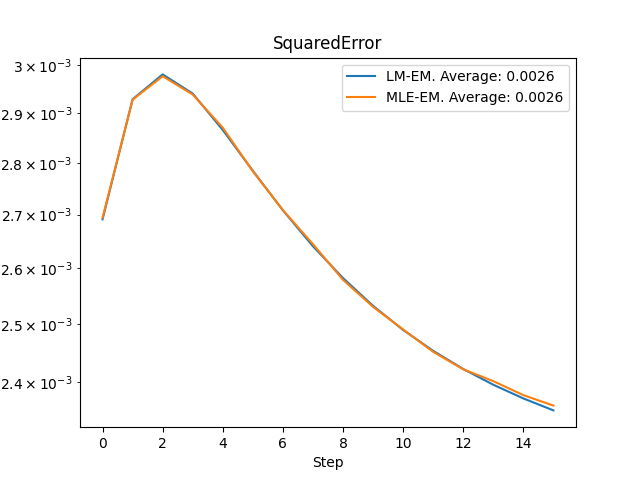 SquaredError
3 × 10⁻³
2.9 × 10⁻³
2.8 × 10⁻³
2.7 × 10⁻³
2.6 × 10⁻³
2.5 × 10⁻³
2.4 × 10⁻³
LM-EM. Average: 0.0026
MLE-EM. Average: 0.0026
0 2 4 6 8 10 12 14
Step